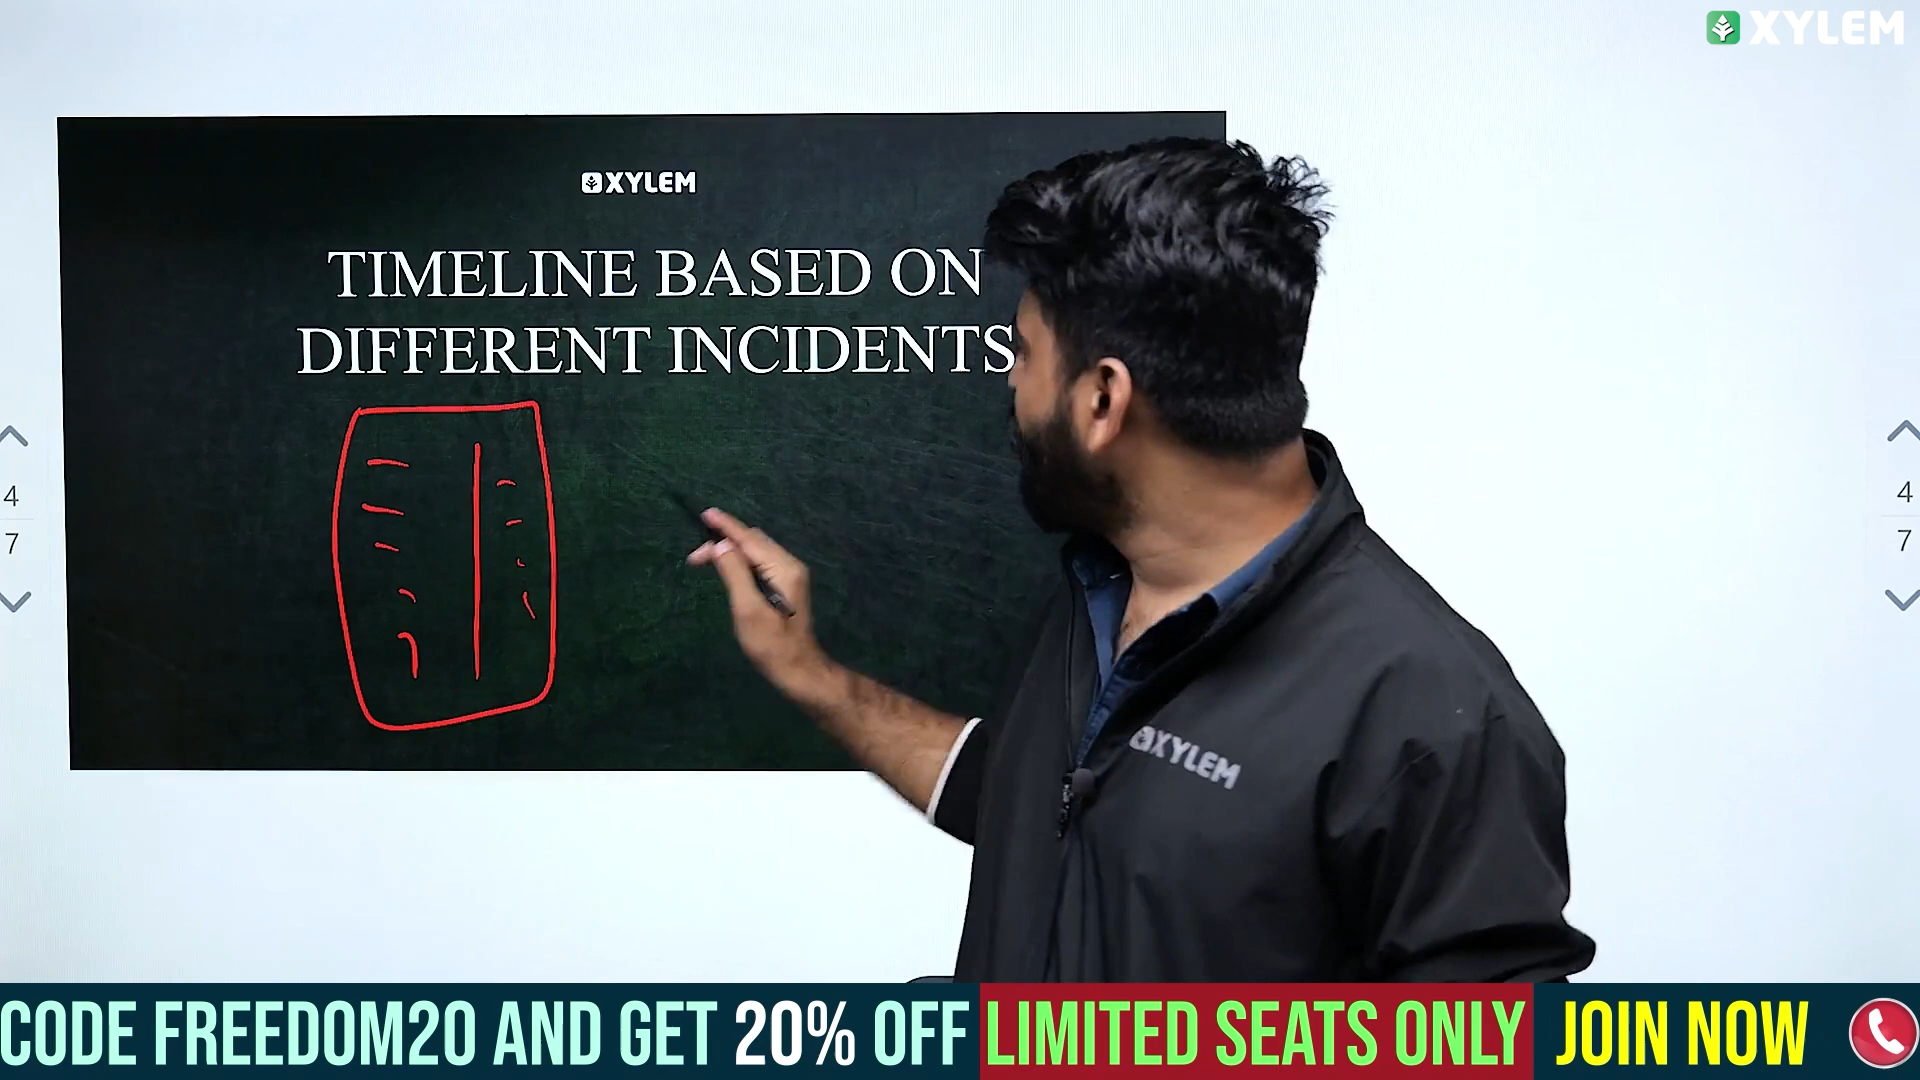 XYLEM
XYLEM
TIMELINE BASED ON
DIFFERENT INCIDENTS
4
7
4
7
XYLEM
CODE FREEDOM20 AND GET 20% OFF LIMITED SEATS ONLY JOIN NOW